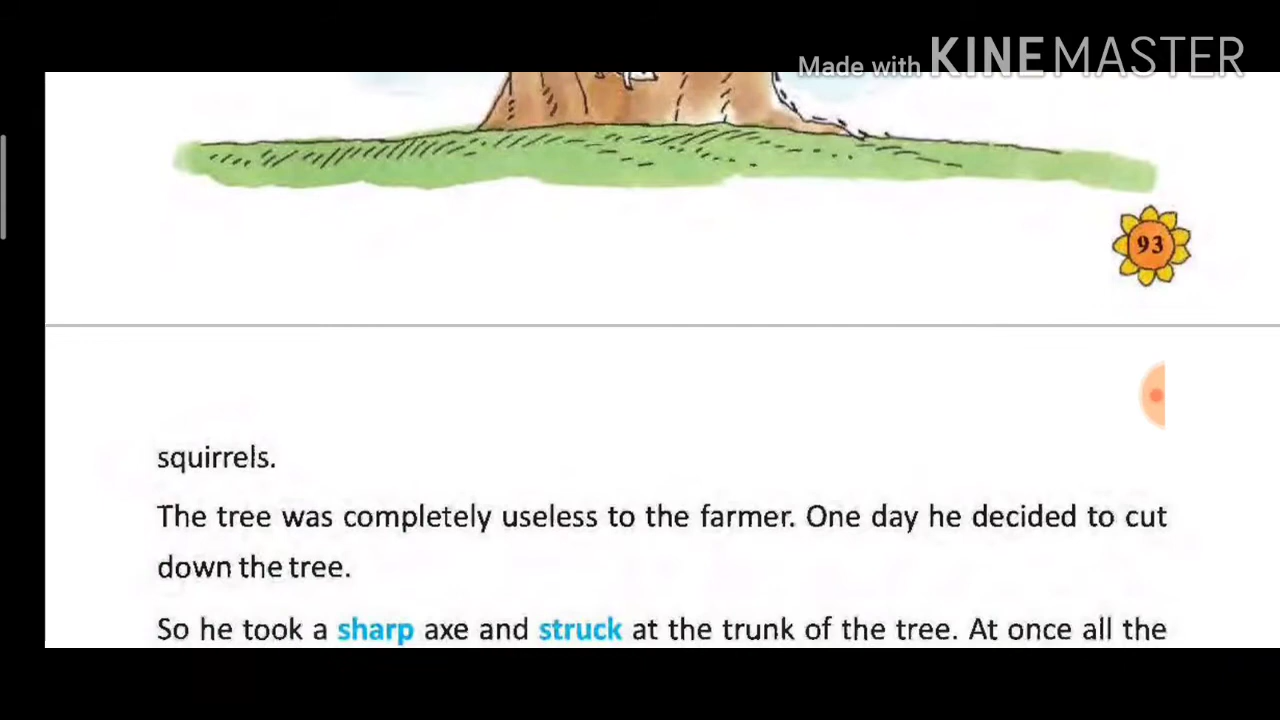 Made with KINEMASTER
93
squirrels.
The tree was completely useless to the farmer. One day he decided to cut
down the tree.
So he took a sharp axe and struck at the trunk of the tree. At once all the